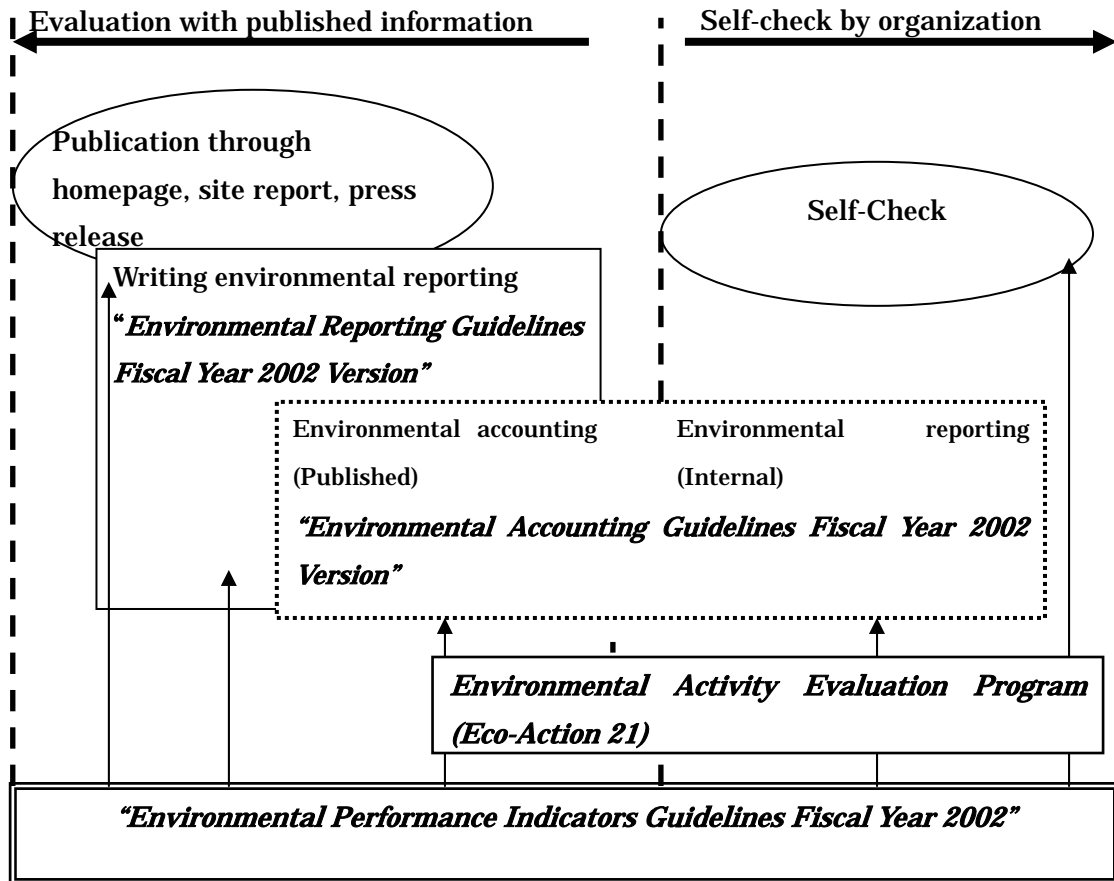 Evaluation with published information
Self-check by organization
Publication through
homepage, site report, press
release
Self-Check
Writing environmental reporting
“Environmental Reporting Guidelines
Fiscal Year 2002 Version”
Environmental accounting
(Published)
Environmental reporting
(Internal)
“Environmental Accounting Guidelines Fiscal Year 2002
Version”
Environmental Activity Evaluation Program
(Eco-Action 21)
“Environmental Performance Indicators Guidelines Fiscal Year 2002”